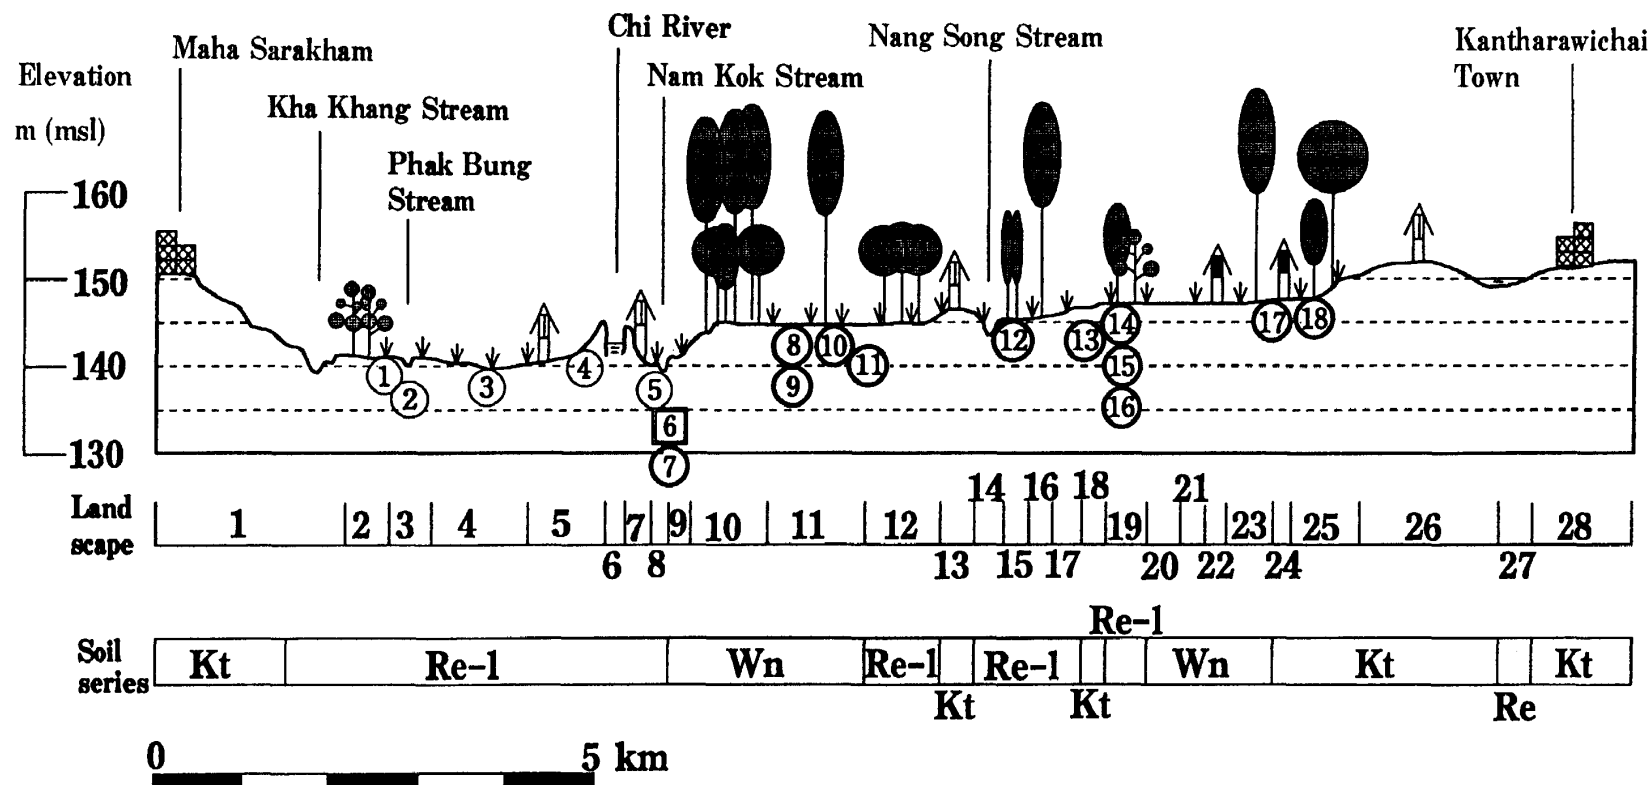 Chi River
Nang Song Stream
Kantharawichai
Town
Maha Sarakham
Elevation
m (msl)
Nam Kok Stream
Kha Khang Stream
Phak Bung
Stream
160
150
140
130
1
2
3
4
5
6
7
8
9
10
11
12
13
14
15
16
17
18
Land
scape
14 16 18 21
1 2 3 4 5 7 9 10 11 12 19 23 25 26 28
6 8 13 15 17 20 22 24 27
Re-l
Soil
series
Kt Re-l Wn Re-l Re-l Wn Kt Kt
Kt Kt Re
0 5 km